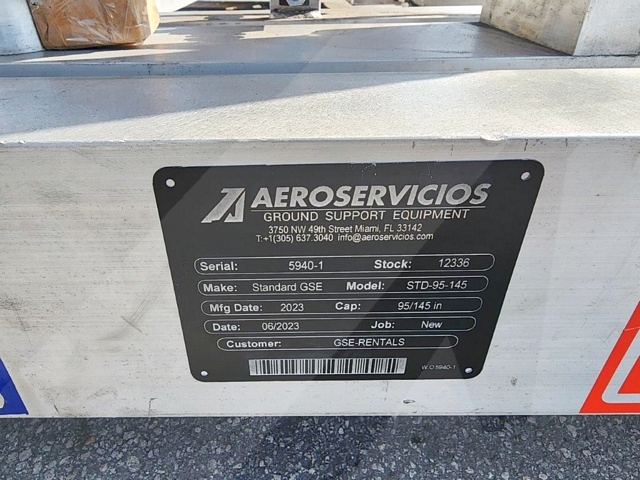 AEROSERVICIOS
GROUND SUPPORT EQUIPMENT
3750 NW 49th Street Miami, FL 33142
T:+1(305) 637.3040 info@aeroservicios.com
Serial: 5940-1 Stock: 12336
Make: Standard GSE Model: STD-95-145
Mfg Date: 2023 Cap: 95/145 in
Date: 06/2023 Job: New
Customer: GSE-RENTALS
W.O 5940-1